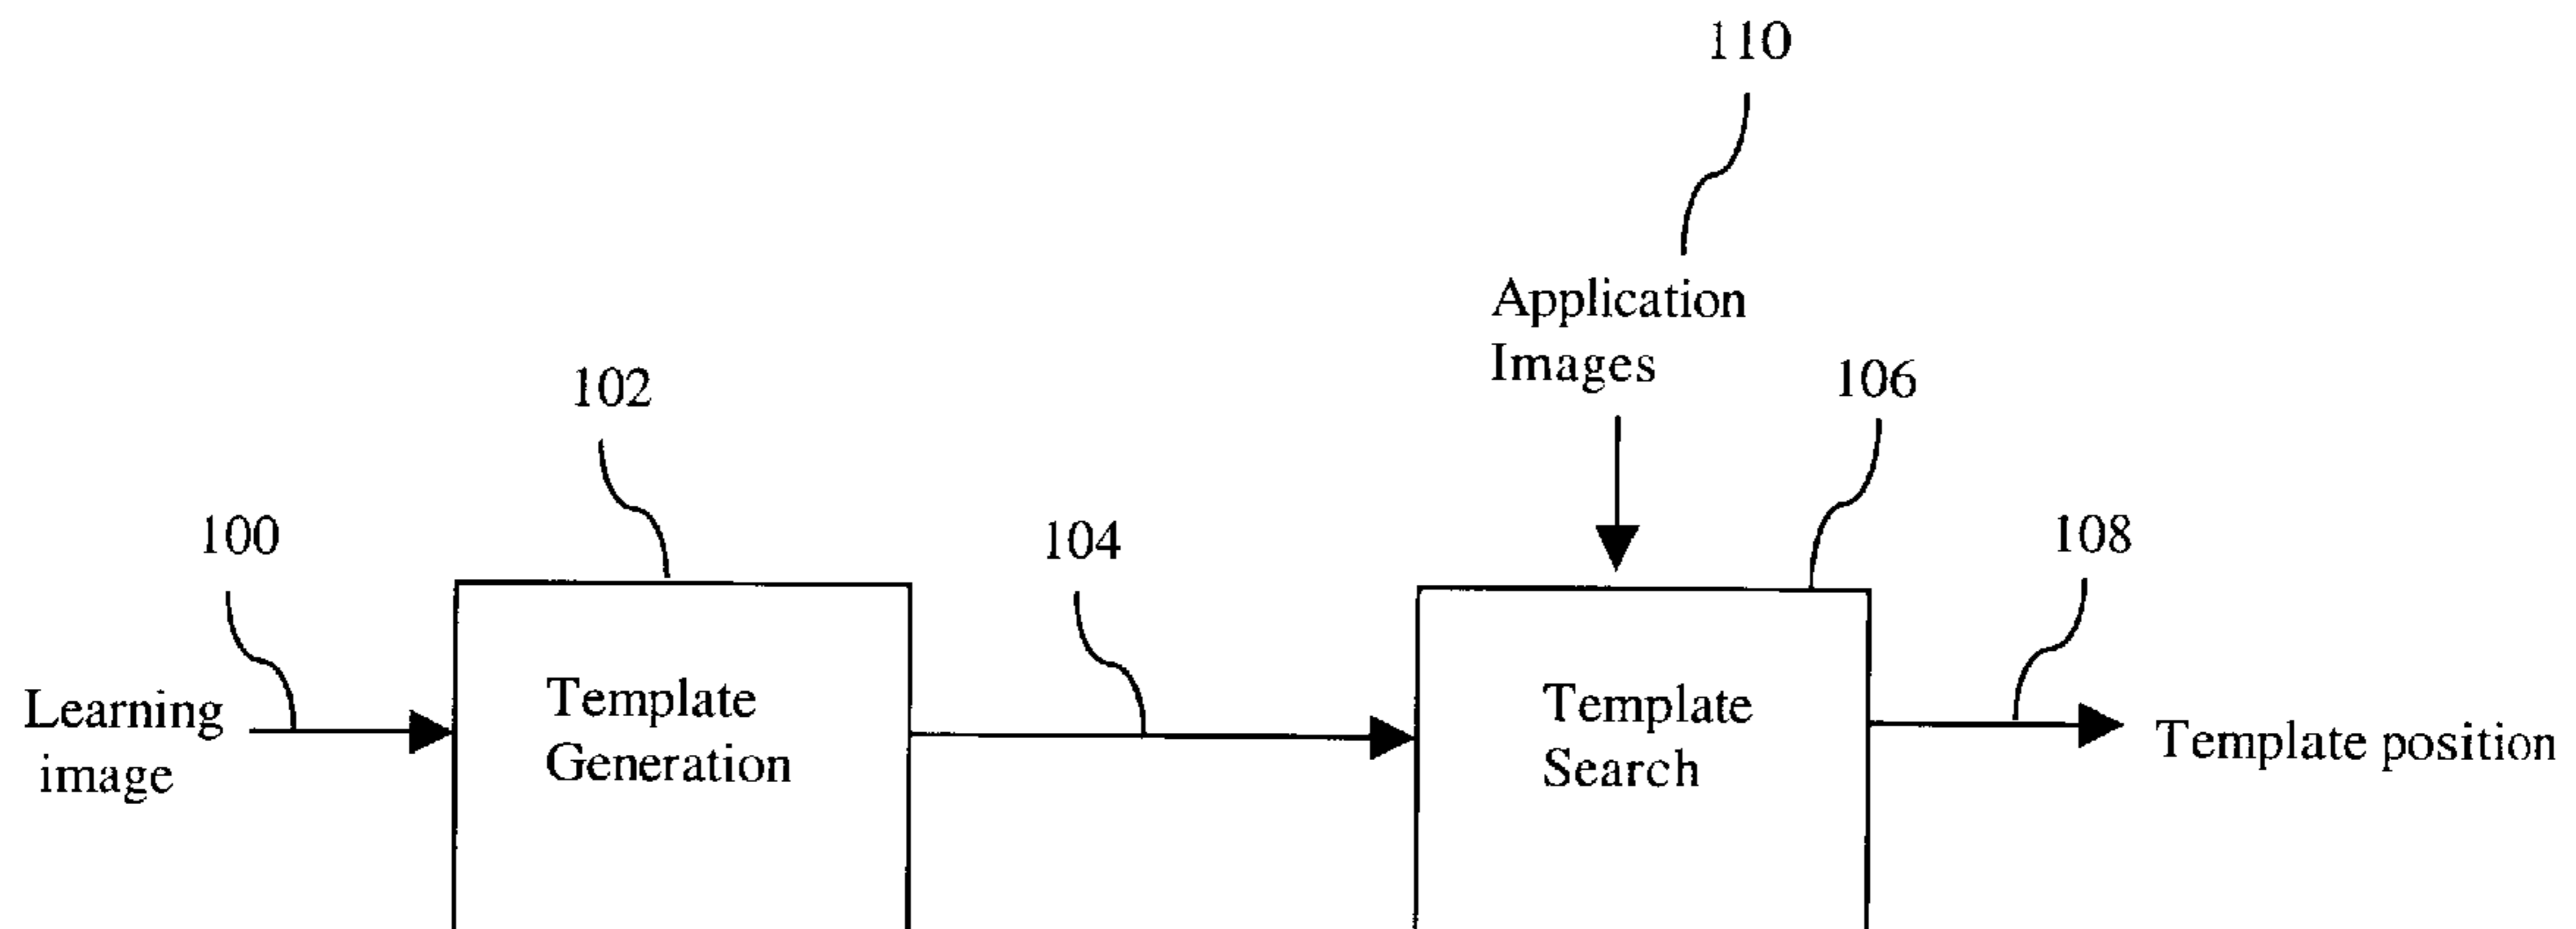 110
Application
Images
106
102
100
104
108
Learning
image
Template
Generation
Template
Search
Template position